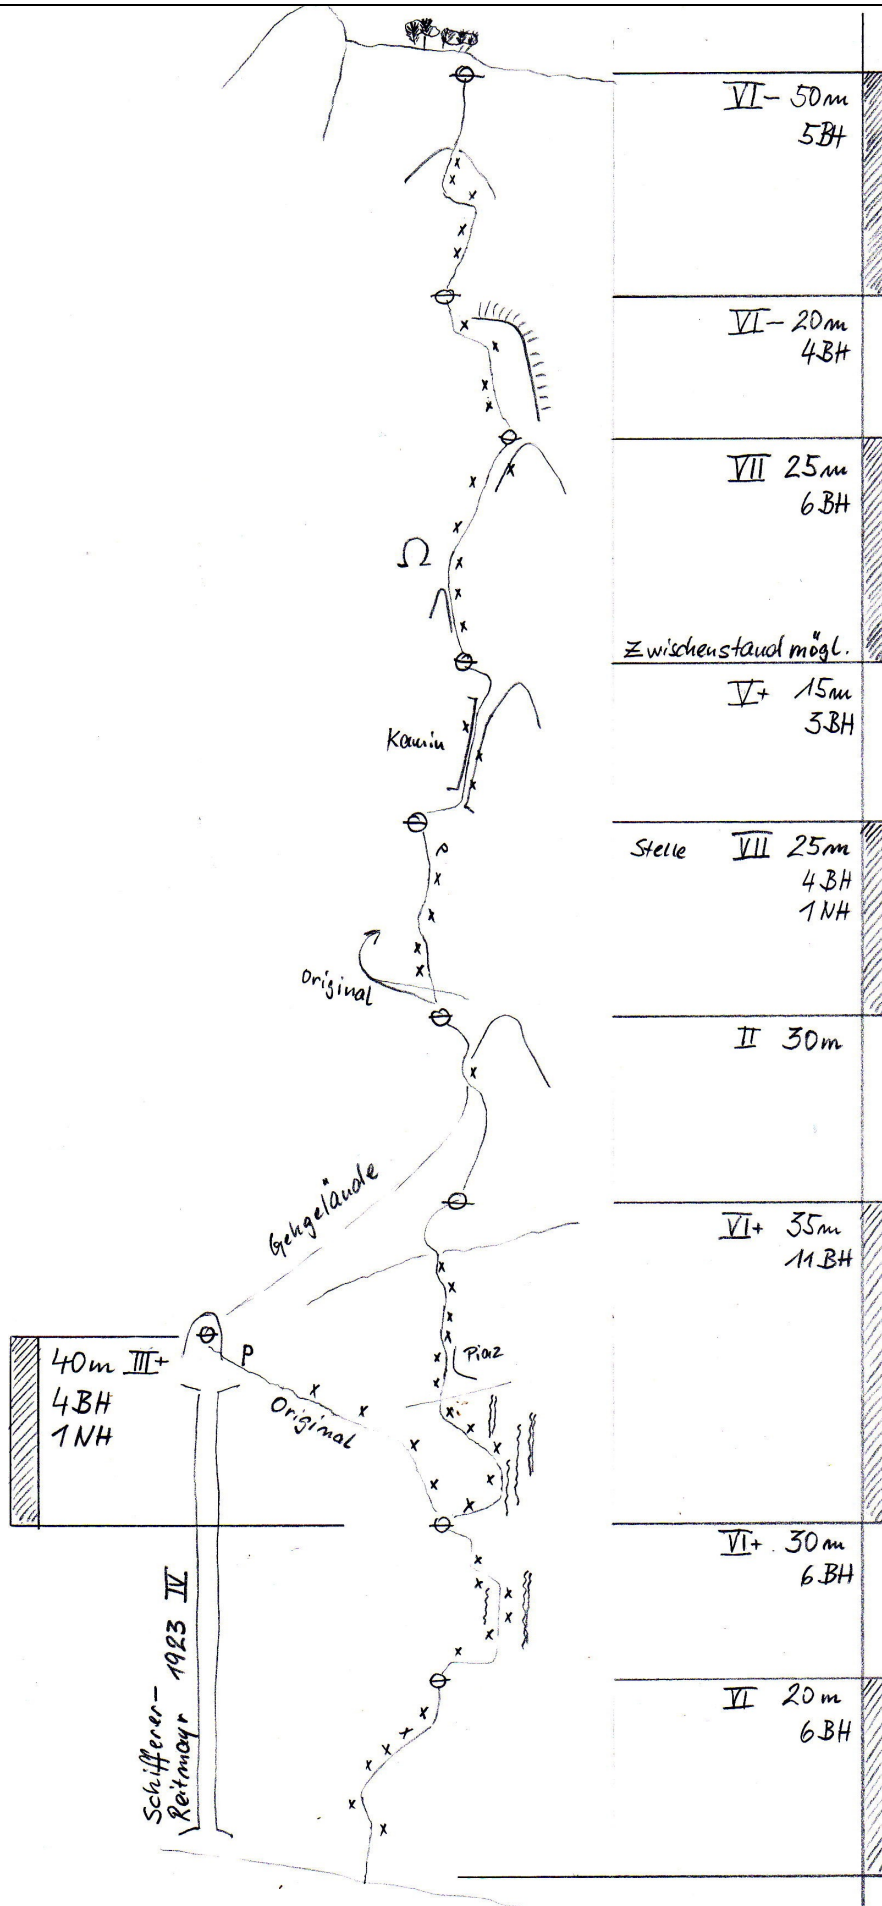 VI- 50m
5BH
VI- 20m
4BH
VII 25m
6BH
Ω
Zwischenstand mögl.
V+ 15m
3BH
Kamin
Stelle VII 25m
4BH
1NH
Original
II 30m
Gehgelände
VI+ 35m
11BH
Piaz
P
40m III+
4BH
1NH
Original
VI+ 30m
6BH
Schifferer-
Reitmayr 1923 IV
VI 20m
6BH